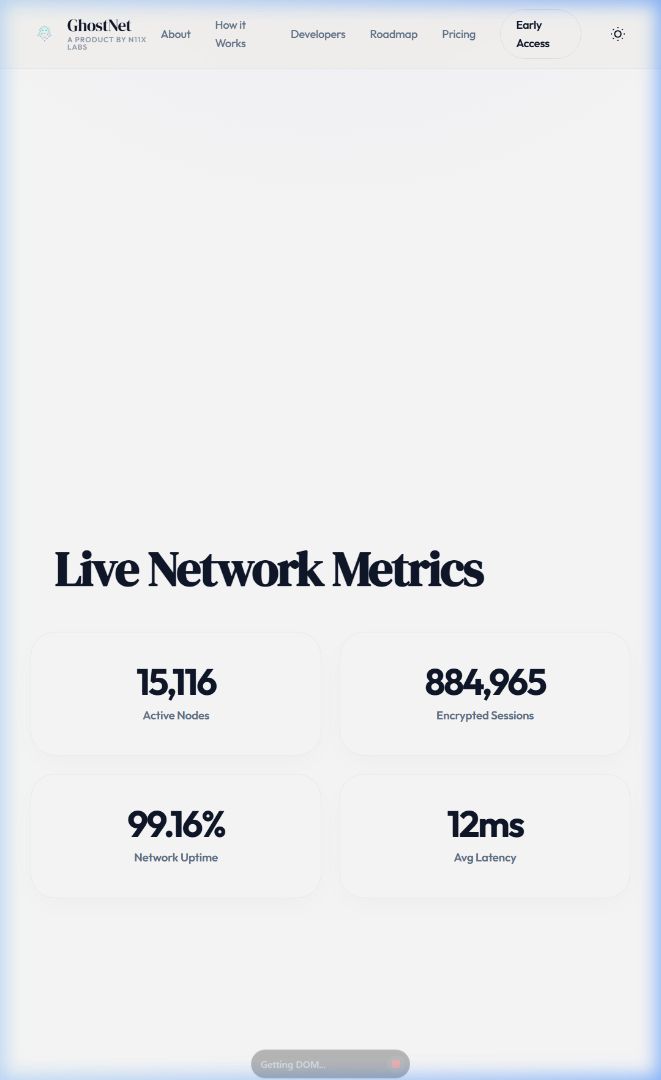 GhostNet
A PRODUCT BY N11X
LABS
About
How it
Works
Developers
Roadmap
Pricing
Early
Access
Live Network Metrics
15,116
Active Nodes
884,965
Encrypted Sessions
99.16%
Network Uptime
12ms
Avg Latency
Getting DOM...